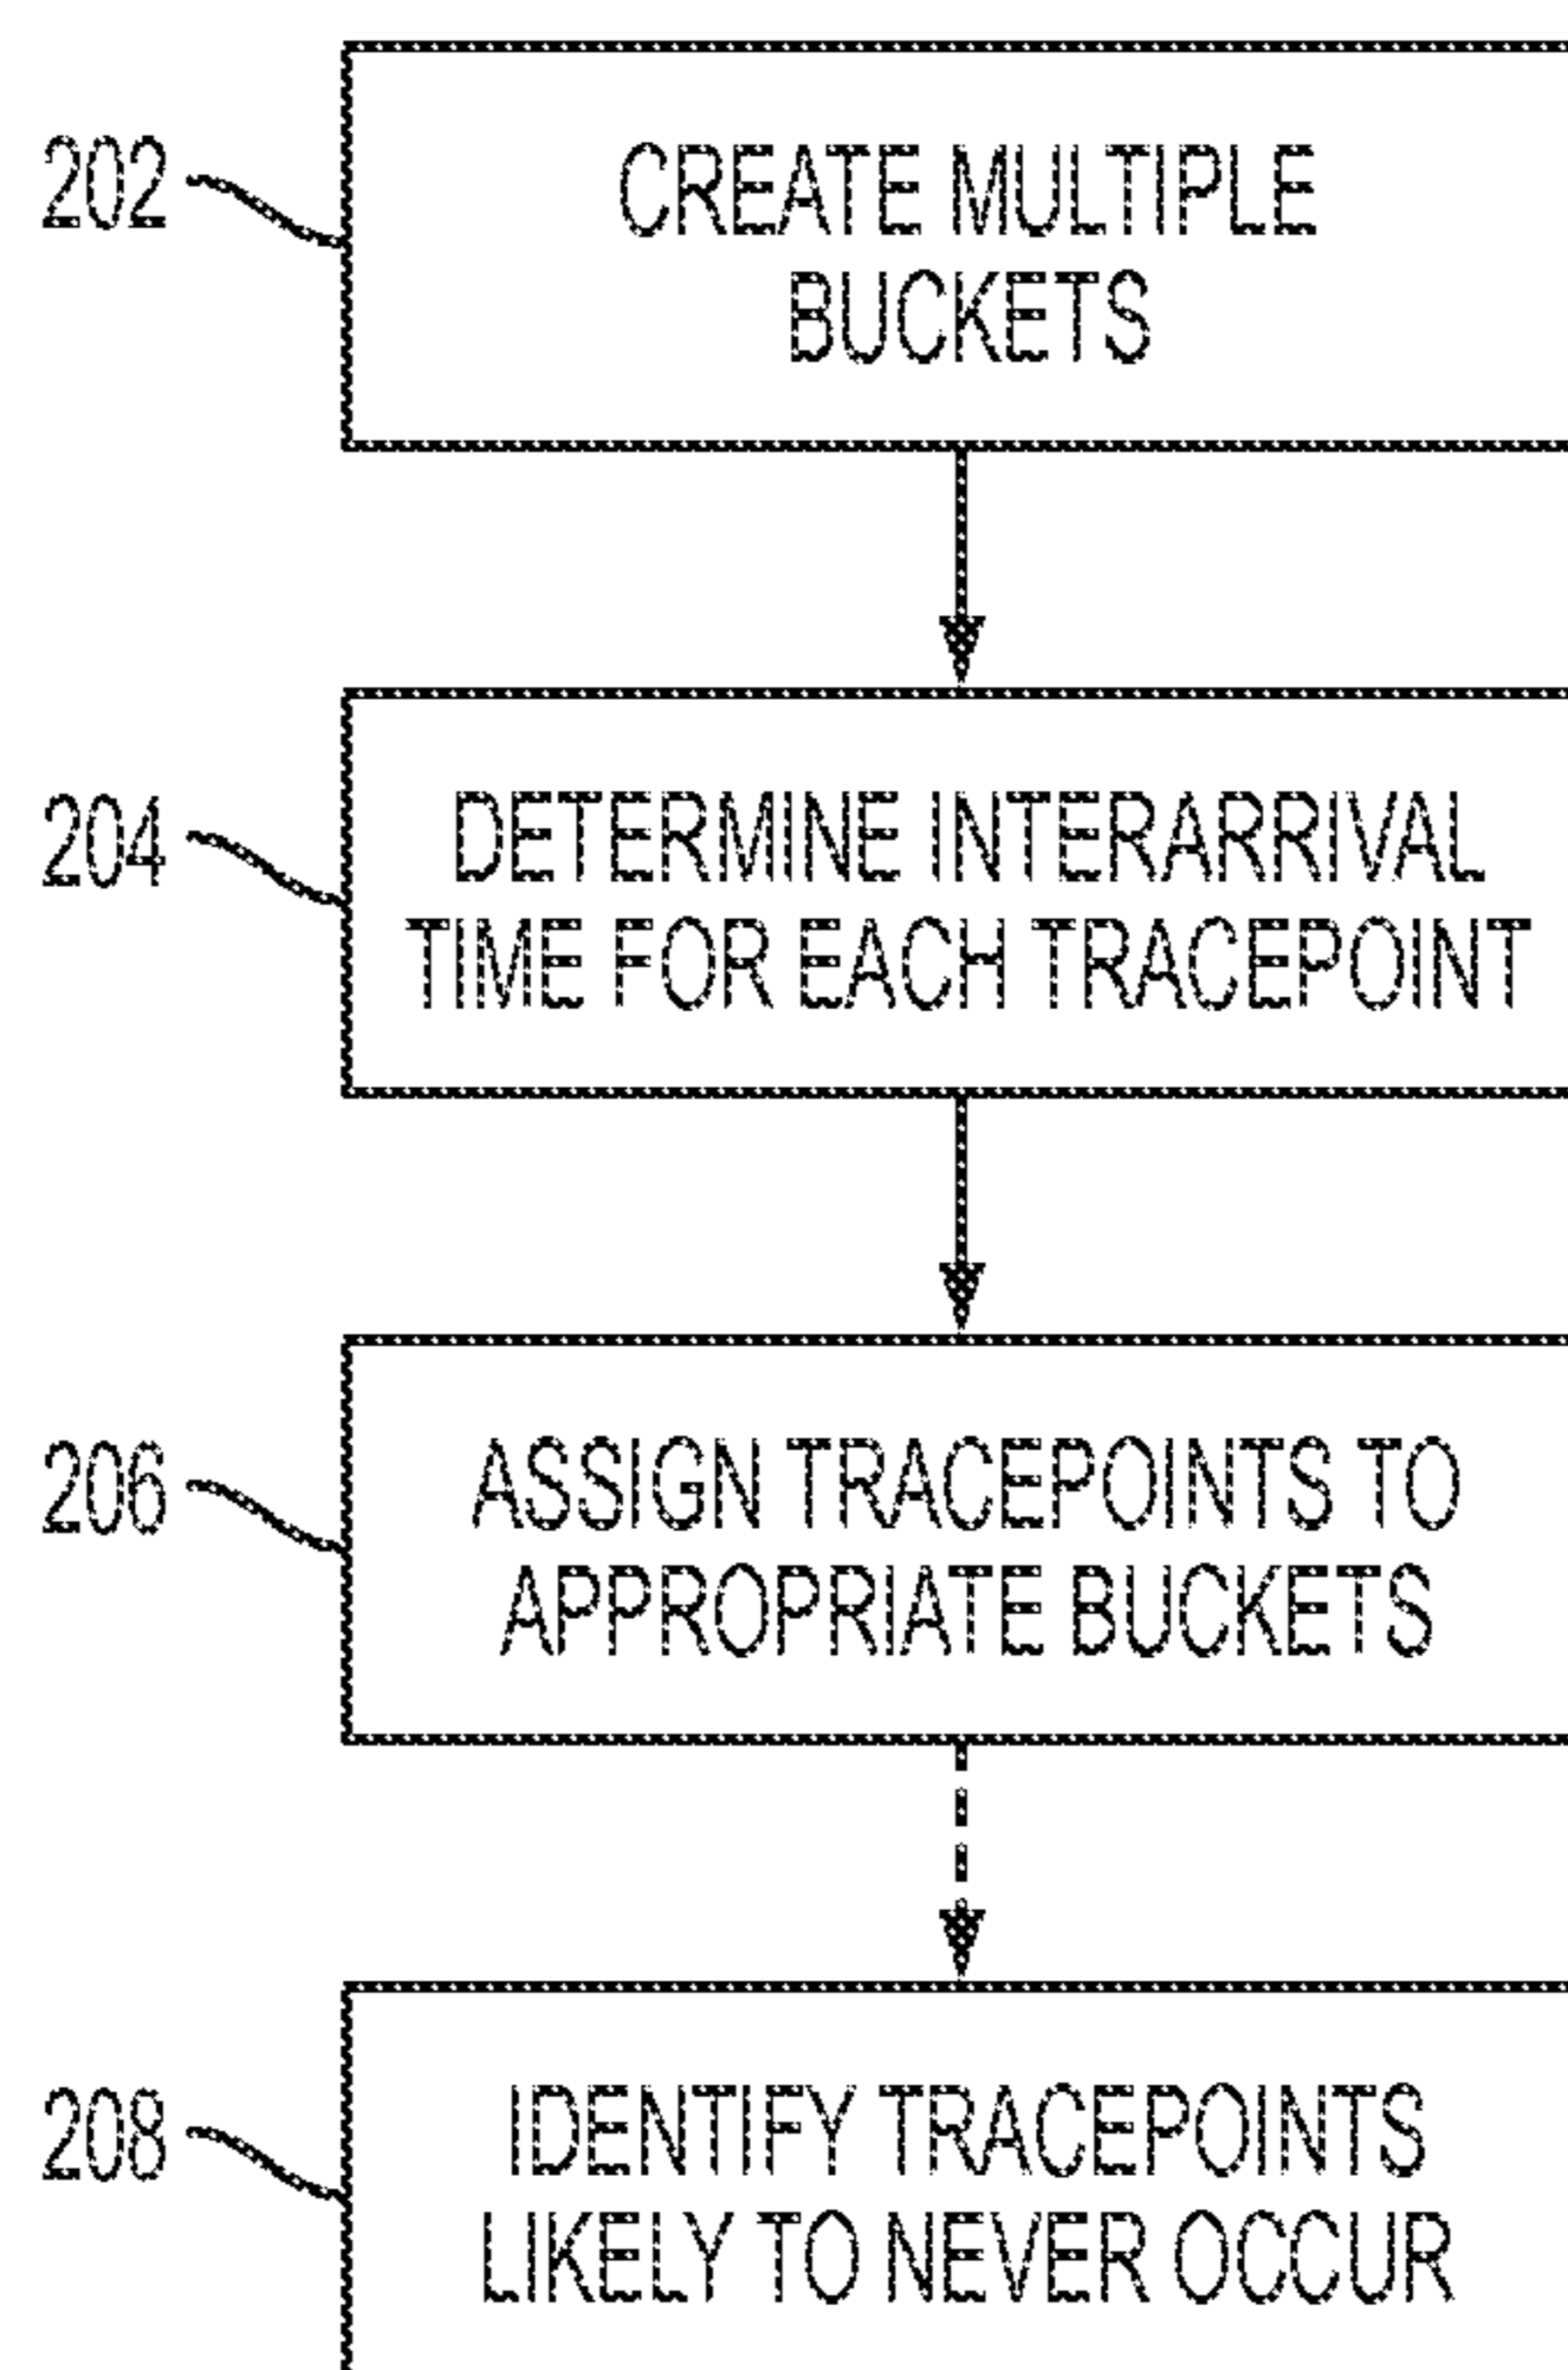 202
CREATE MULTIPLE
BUCKETS
204
DETERMINE INTERARRIVAL
TIME FOR EACH TRACEPOINT
206
ASSIGN TRACEPOINTS TO
APPROPRIATE BUCKETS
208
IDENTIFY TRACEPOINTS
LIKELY TO NEVER OCCUR